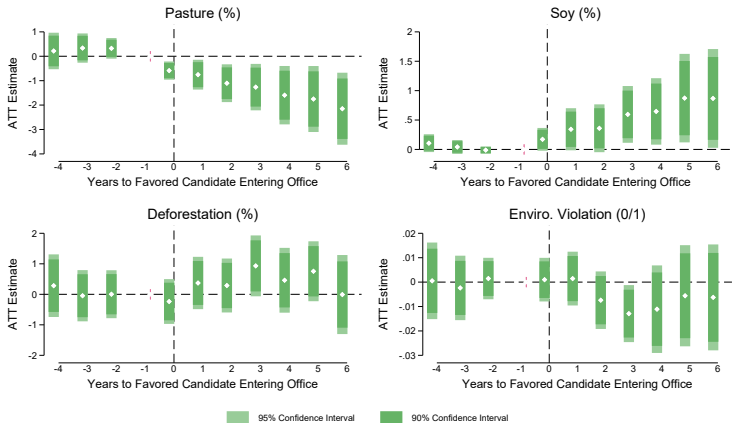 Pasture (%)
ATT Estimate
1
0
-1
-2
-3
-4
-4 -3 -2 -1 0 1 2 3 4 5 6
Years to Favored Candidate Entering Office
Soy (%)
ATT Estimate
2
1.5
1
.5
0
-4 -3 -2 -1 0 1 2 3 4 5 6
Years to Favored Candidate Entering Office
Deforestation (%)
ATT Estimate
2
1
0
-1
-2
-4 -3 -2 -1 0 1 2 3 4 5 6
Years to Favored Candidate Entering Office
Enviro. Violation (0/1)
ATT Estimate
.02
.01
0
-.01
-.02
-.03
-4 -3 -2 -1 0 1 2 3 4 5 6
Years to Favored Candidate Entering Office
95% Confidence Interval 90% Confidence Interval